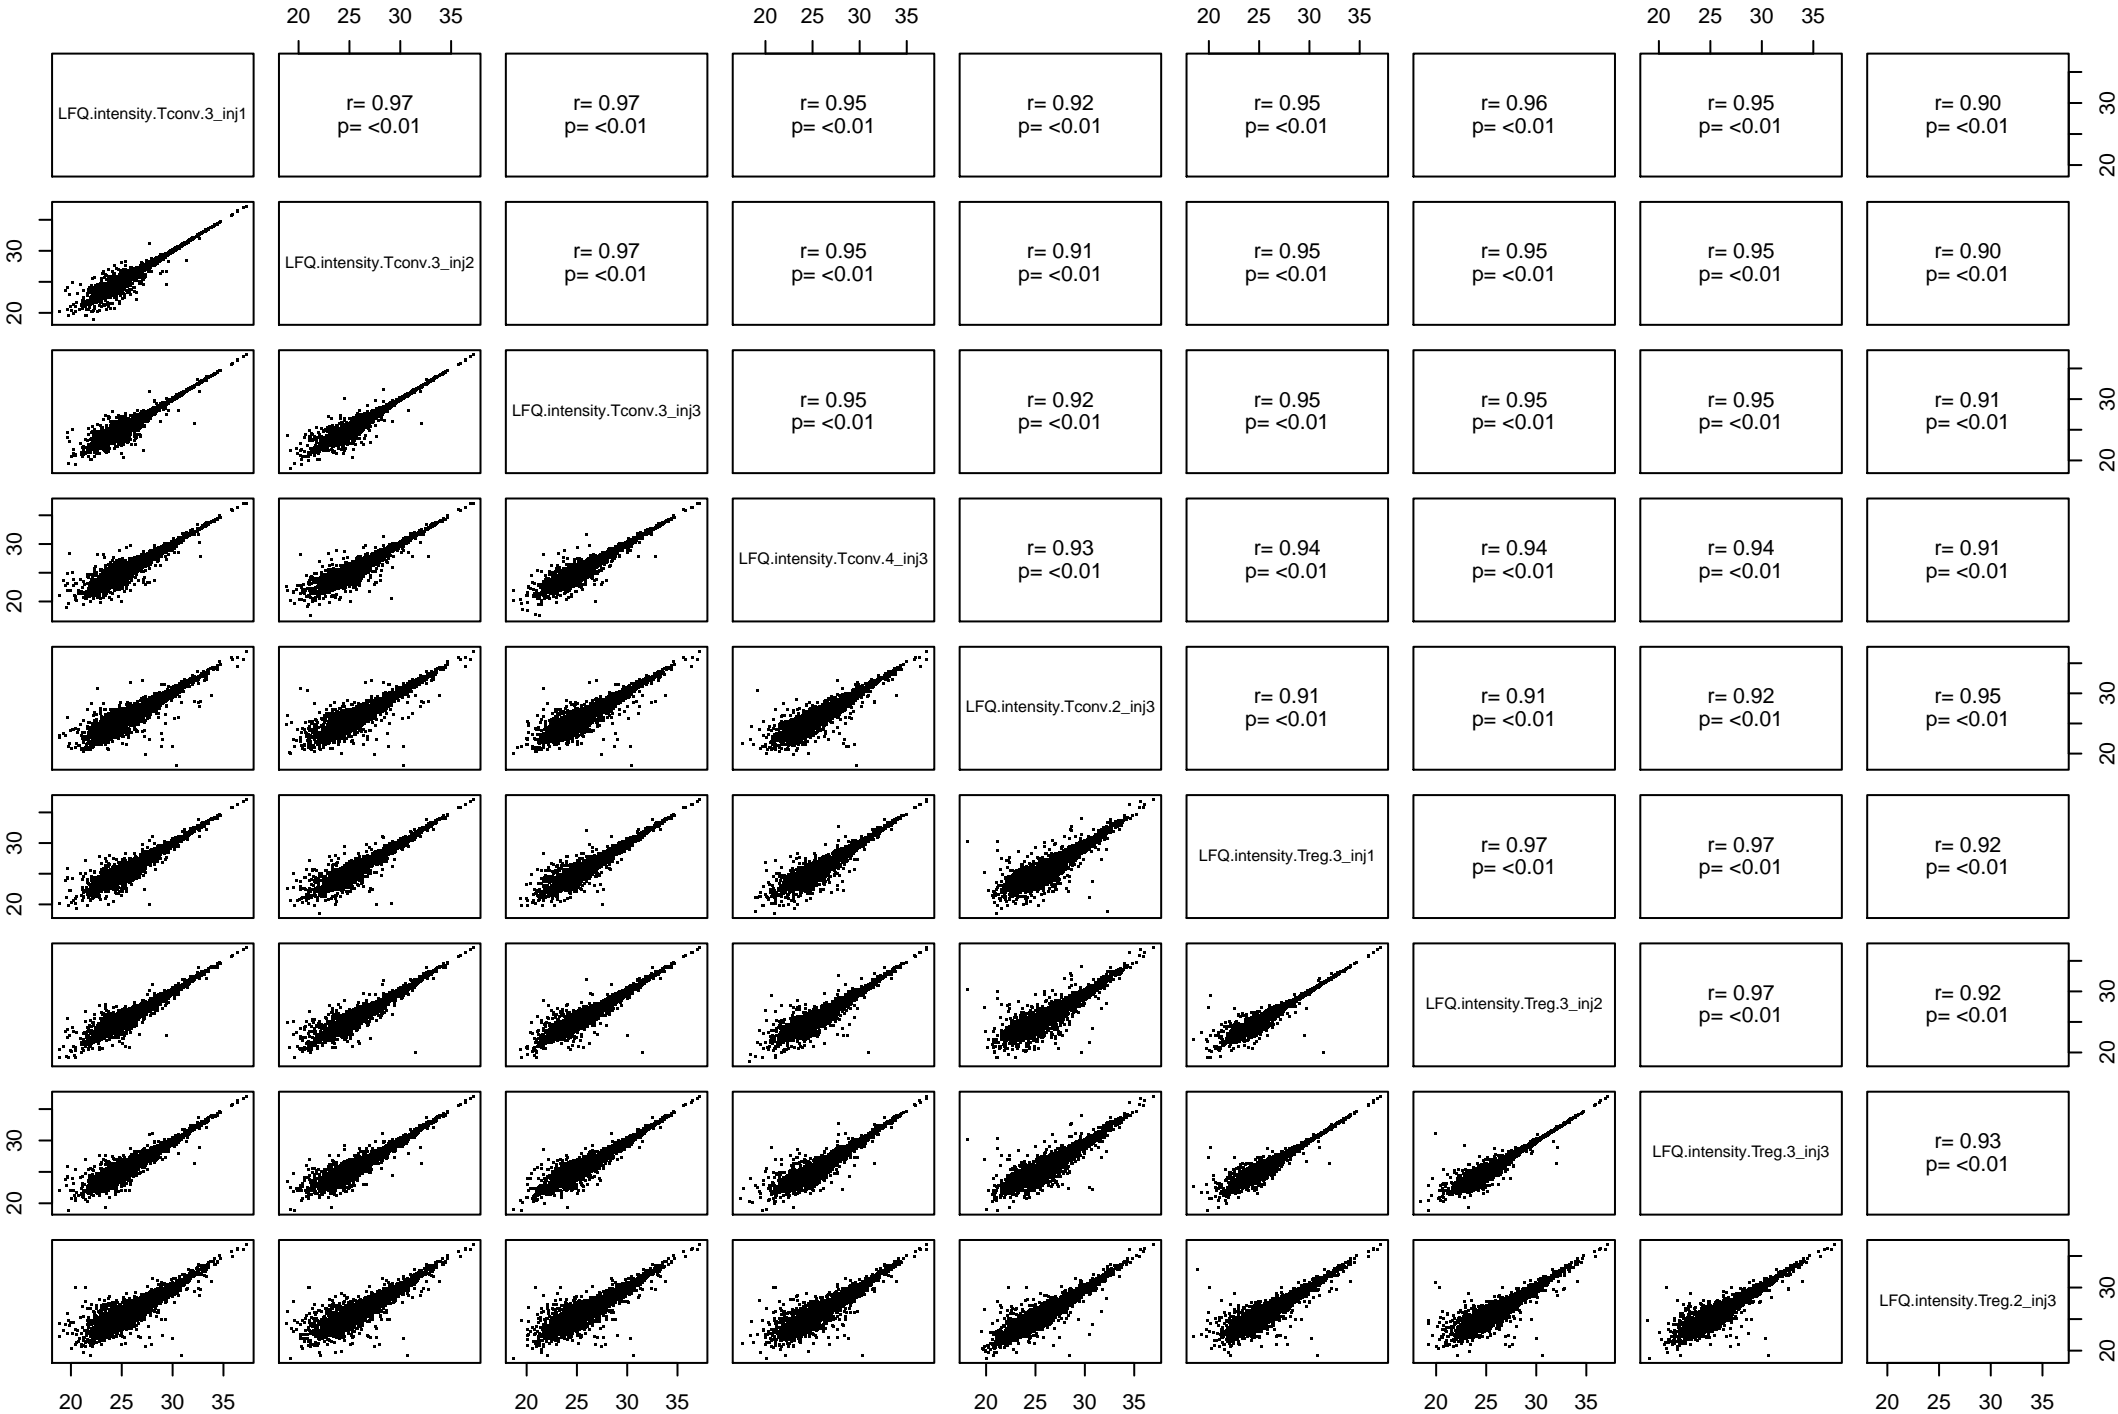 20 25 30 35 20 25 30 35 20 25 30 35 20 25 30 35
LFQ.intensity.Tconv.3_inj1 r= 0.97 r= 0.97 r= 0.95 r= 0.92 r= 0.95 r= 0.96 r= 0.95 r= 0.90 20 30
p= <0.01 p= <0.01 p= <0.01 p= <0.01 p= <0.01 p= <0.01 p= <0.01 p= <0.01
20 30 LFQ.intensity.Tconv.3_inj2 r= 0.97 r= 0.95 r= 0.91 r= 0.95 r= 0.95 r= 0.95 r= 0.90
p= <0.01 p= <0.01 p= <0.01 p= <0.01 p= <0.01 p= <0.01 p= <0.01
LFQ.intensity.Tconv.3_inj3 r= 0.95 r= 0.92 r= 0.95 r= 0.95 r= 0.95 r= 0.91 20 30
p= <0.01 p= <0.01 p= <0.01 p= <0.01 p= <0.01 p= <0.01
20 30 LFQ.intensity.Tconv.4_inj3 r= 0.93 r= 0.94 r= 0.94 r= 0.94 r= 0.91
p= <0.01 p= <0.01 p= <0.01 p= <0.01 p= <0.01
LFQ.intensity.Tconv.2_inj3 r= 0.91 r= 0.91 r= 0.92 r= 0.95 20 30
p= <0.01 p= <0.01 p= <0.01 p= <0.01
20 30 LFQ.intensity.Treg.3_inj1 r= 0.97 r= 0.97 r= 0.92
p= <0.01 p= <0.01 p= <0.01
LFQ.intensity.Treg.3_inj2 r= 0.97 r= 0.92 20 30
p= <0.01 p= <0.01
20 30 LFQ.intensity.Treg.3_inj3 r= 0.93
p= <0.01
LFQ.intensity.Treg.2_inj3 20 30
20 25 30 35 20 25 30 35 20 25 30 35 20 25 30 35 20 25 30 35